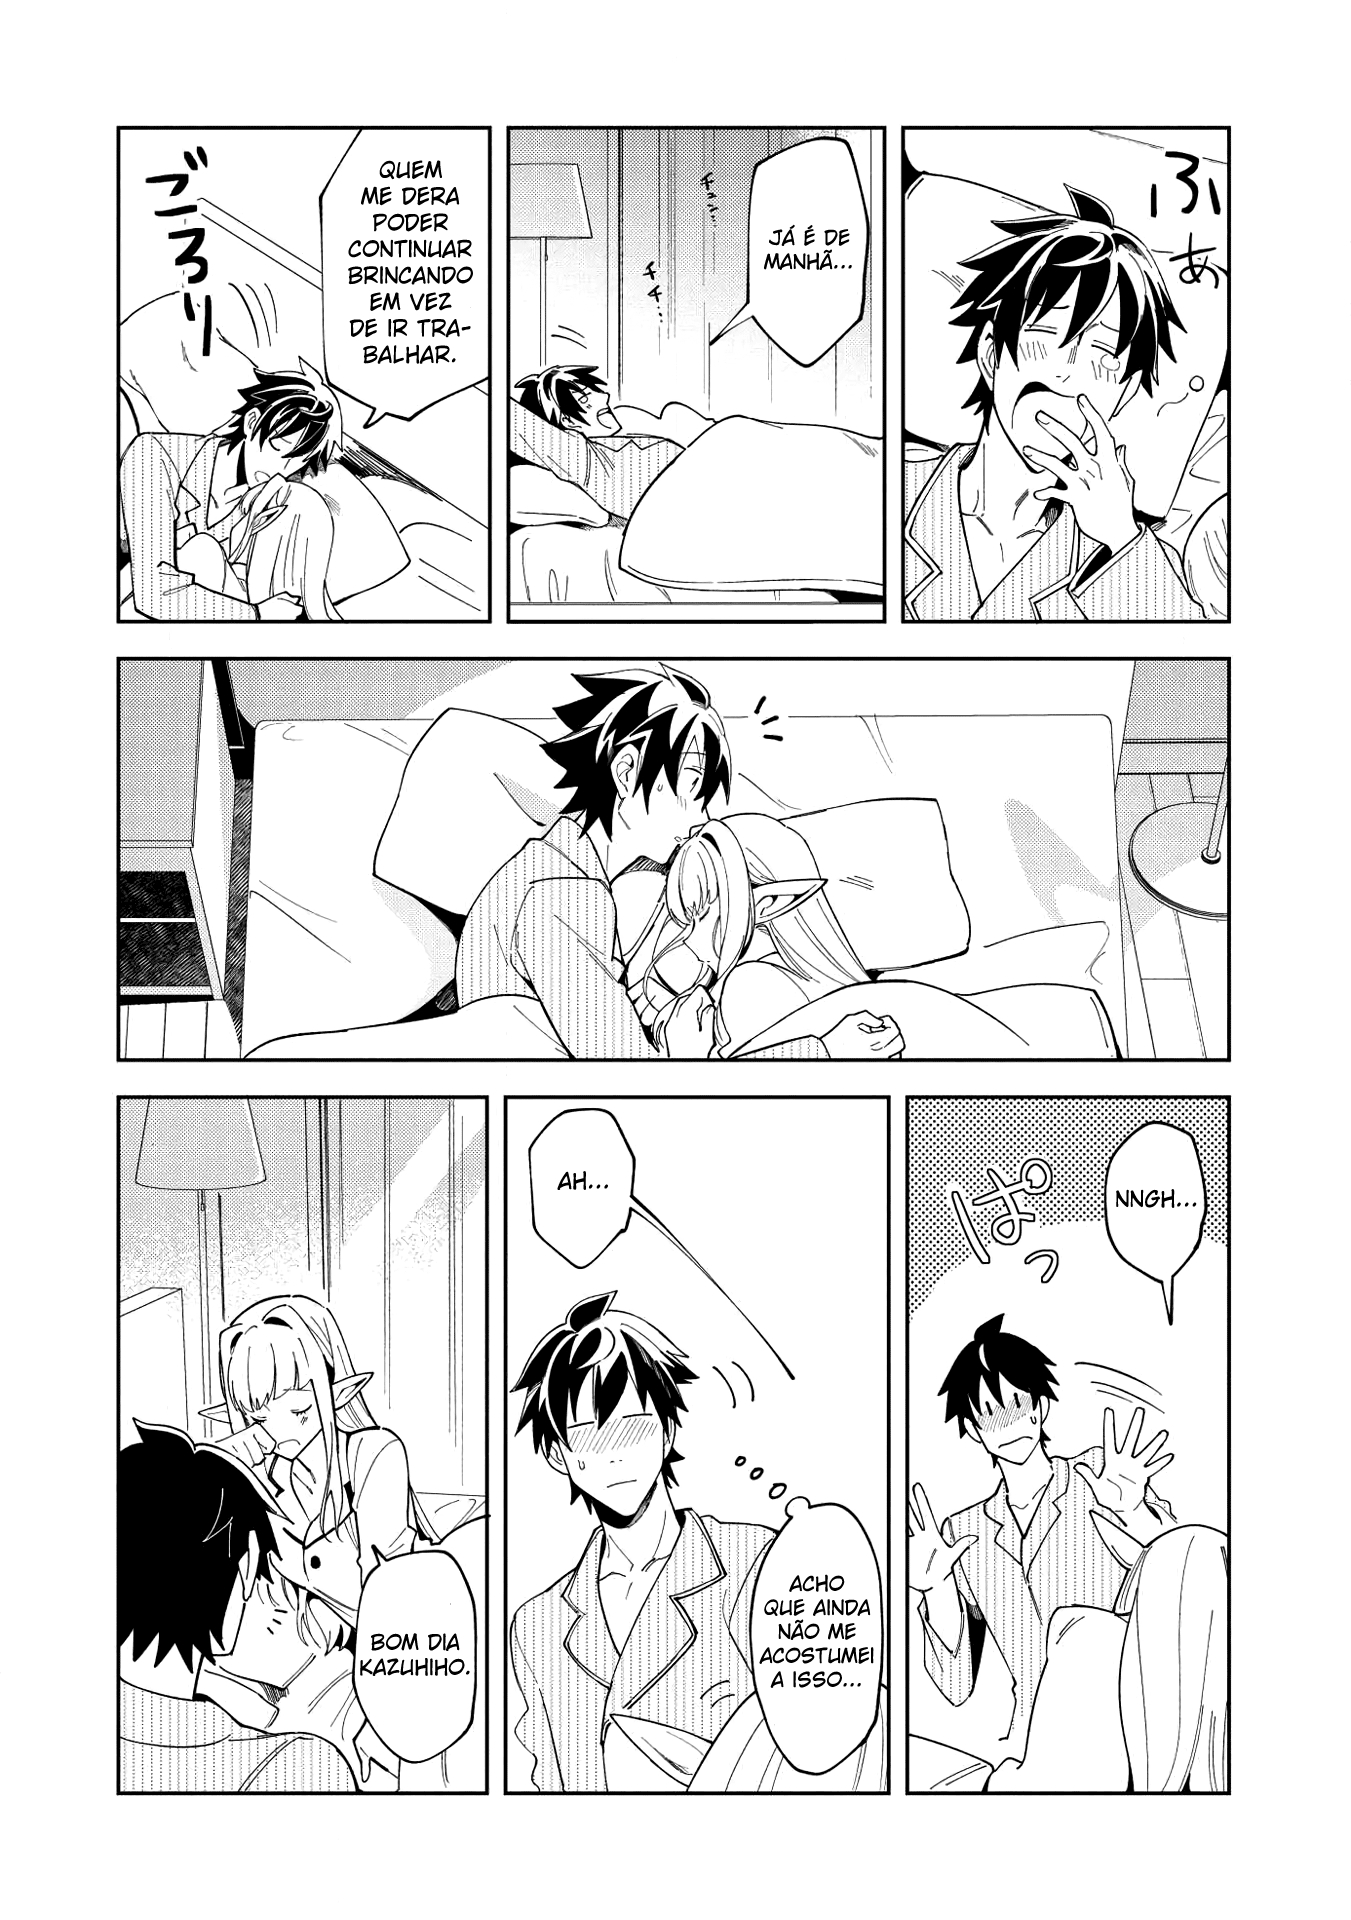 ふぁ
JÁ É DE
MANHÃ...
チュ…
チチ…
QUEM
ME DERA
PODER
CONTINUAR
BRINCANDO
EM VEZ
DE IR TRA-
BALHAR.
ごろり
NNGH...
ぱっ
AH...
ACHO
QUE AINDA
NÃO ME
ACOSTUMEI
A ISSO...
BOM DIA
KAZUHIHO.